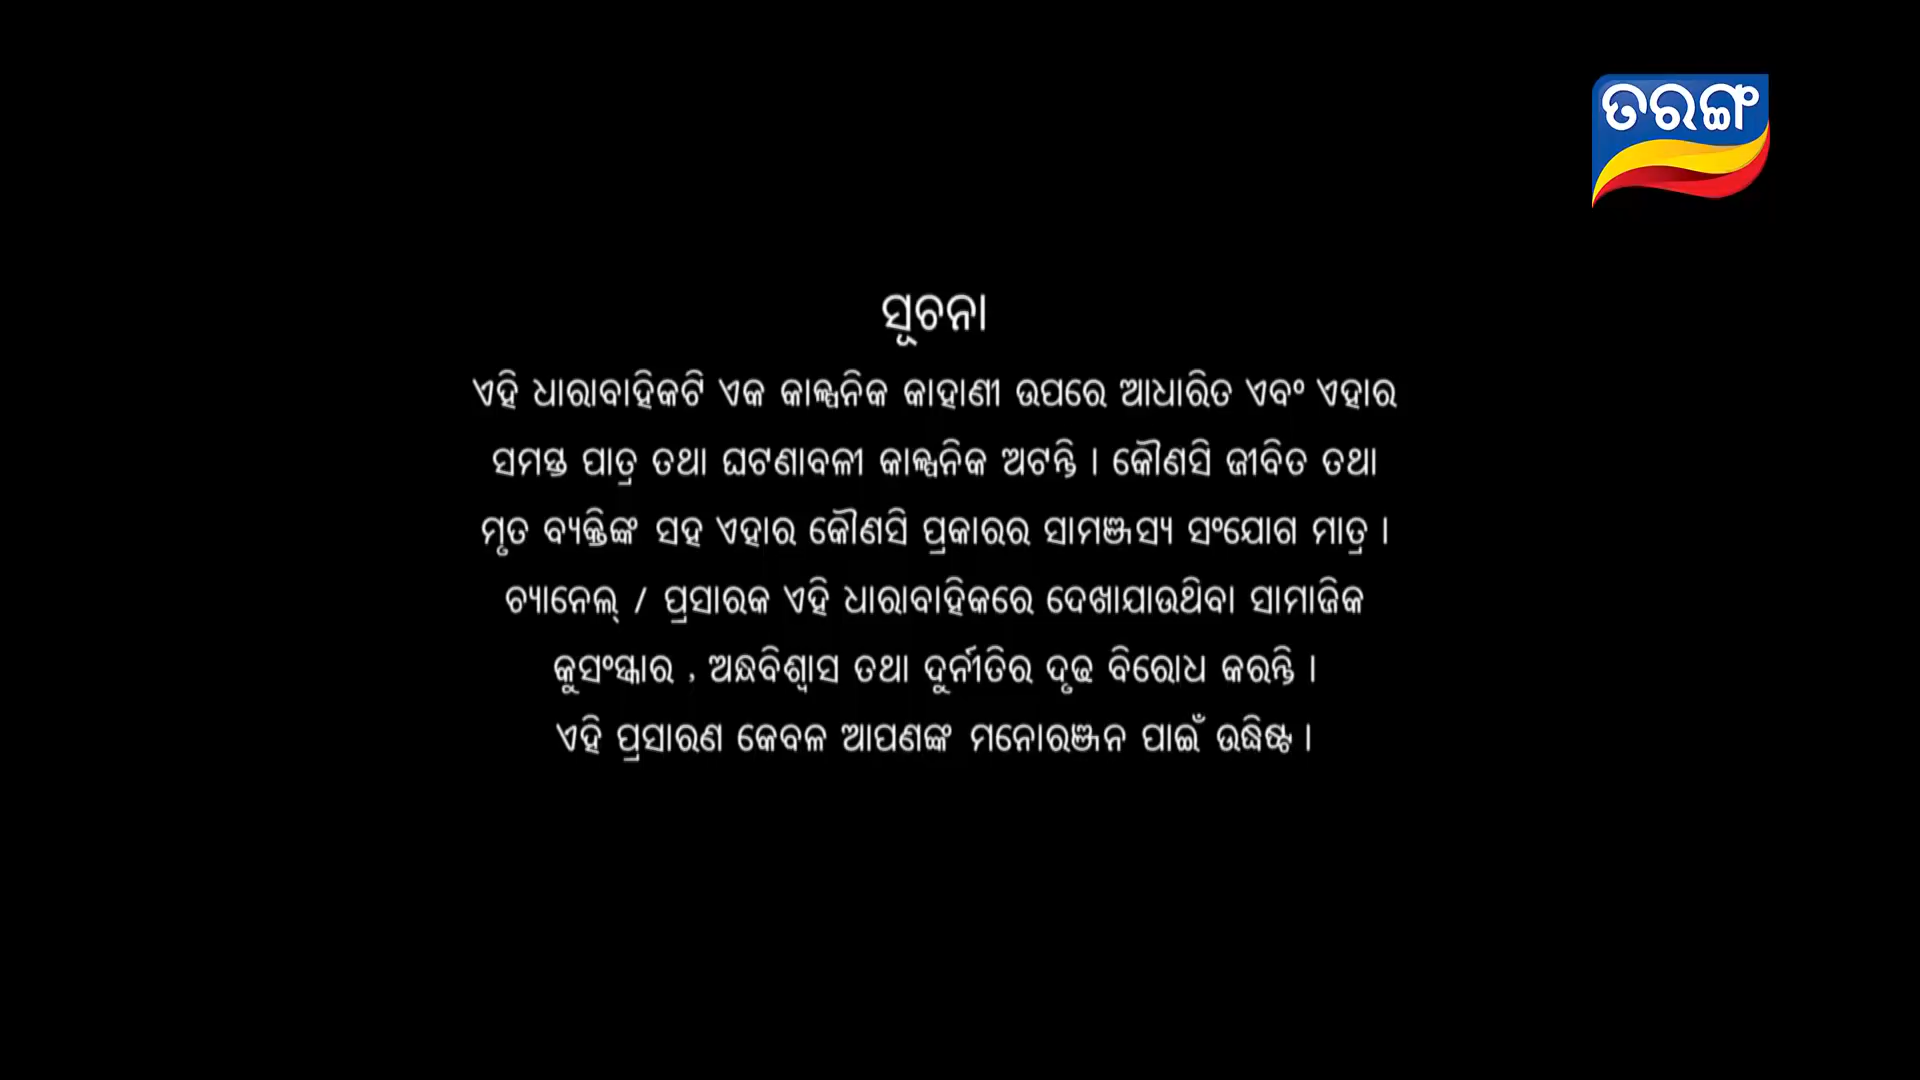 ତରଙ୍ଗ
ସୂଚନା
ଏହି ଧାରାବାହିକଟି ଏକ କାଳ୍ପନିକ କାହାଣୀ ଉପରେ ଆଧାରିତ ଏବଂ ଏହାର
ସମସ୍ତ ପାତ୍ର ତଥା ଘଟଣାବଳୀ କାଳ୍ପନିକ ଅଟନ୍ତି । କୌଣସି ଜୀବିତ ତଥା
ମୃତ ବ୍ୟକ୍ତିଙ୍କ ସହ ଏହାର କୌଣସି ପ୍ରକାରର ସାମଞ୍ଜସ୍ୟ ସଂଯୋଗ ମାତ୍ର ।
ଚ୍ୟାନେଲ୍ / ପ୍ରସାରକ ଏହି ଧାରାବାହିକରେ ଦେଖାଯାଉଥିବା ସାମାଜିକ
କୁସଂସ୍କାର , ଅନ୍ଧବିଶ୍ୱାସ ତଥା ଦୁର୍ନୀତିର ଦୃଢ ବିରୋଧ କରନ୍ତି ।
ଏହି ପ୍ରସାରଣ କେବଳ ଆପଣଙ୍କ ମନୋରଞ୍ଜନ ପାଇଁ ଉଦ୍ଧିଷ୍ଟ ।